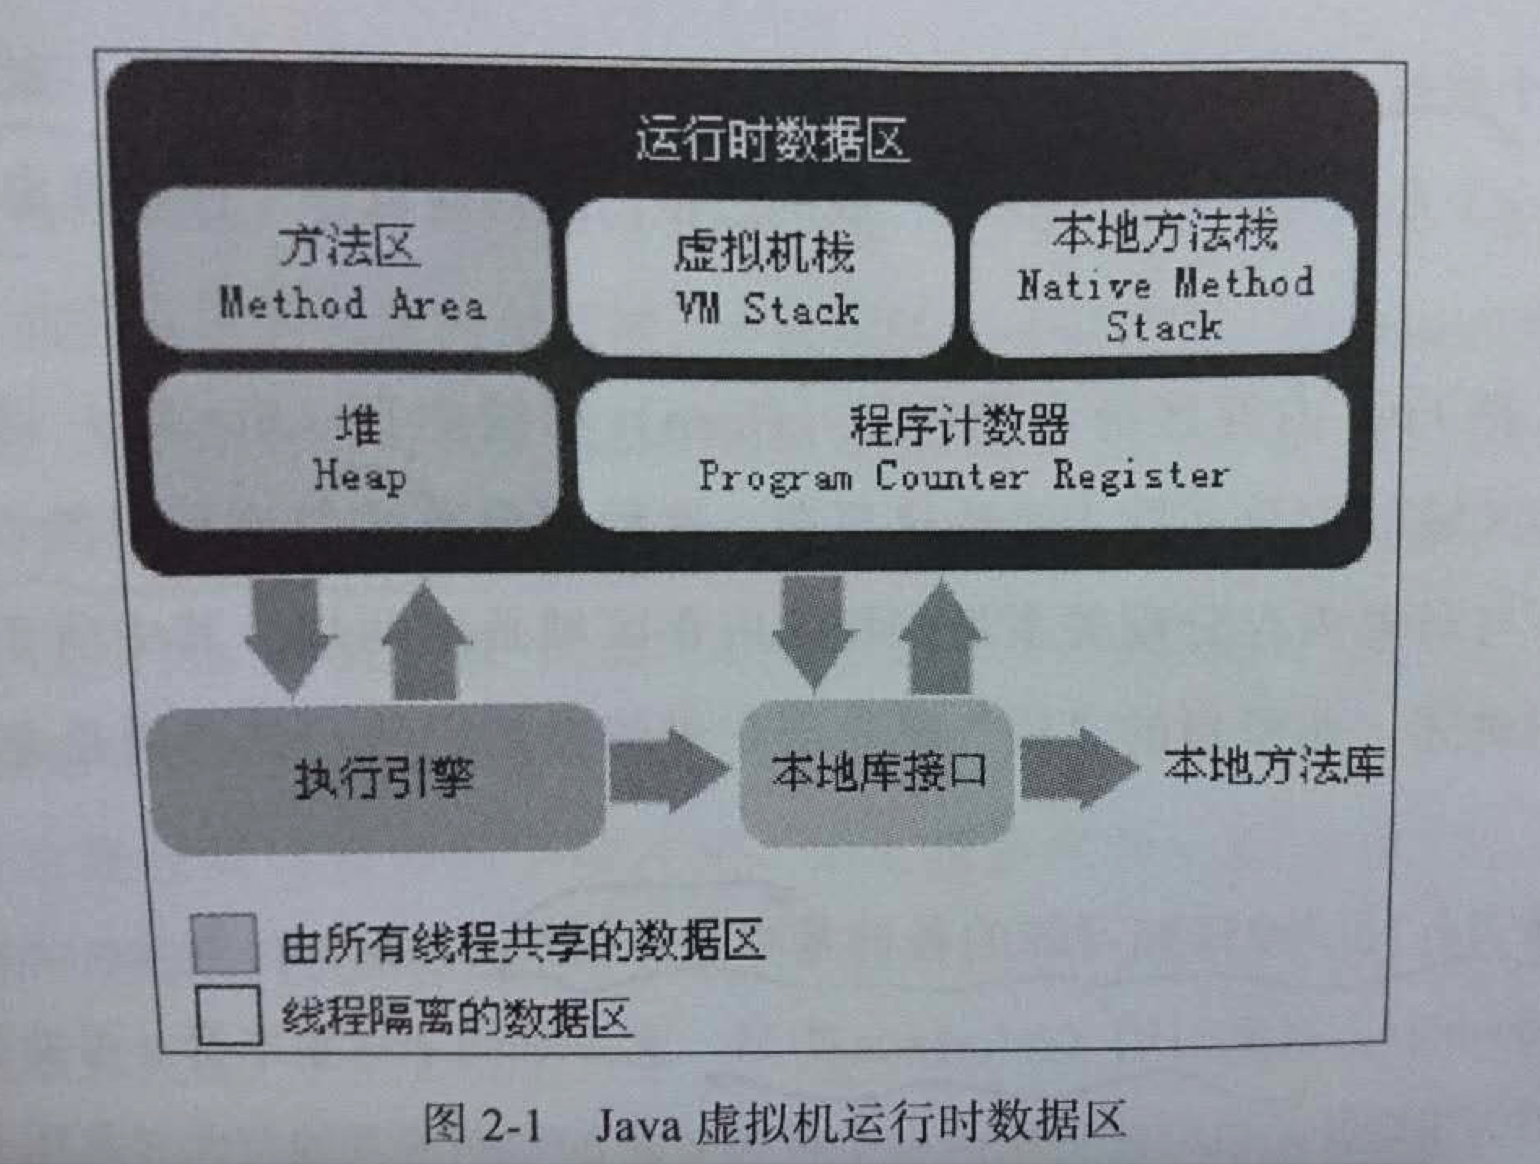 运行时数据区
方法区
Method Area
虚拟机栈
VM Stack
本地方法栈
Native Method
Stack
堆
Heap
程序计数器
Program Counter Register
执行引擎
本地库接口
本地方法库
由所有线程共享的数据区
线程隔离的数据区
图 2-1 Java 虚拟机运行时数据区